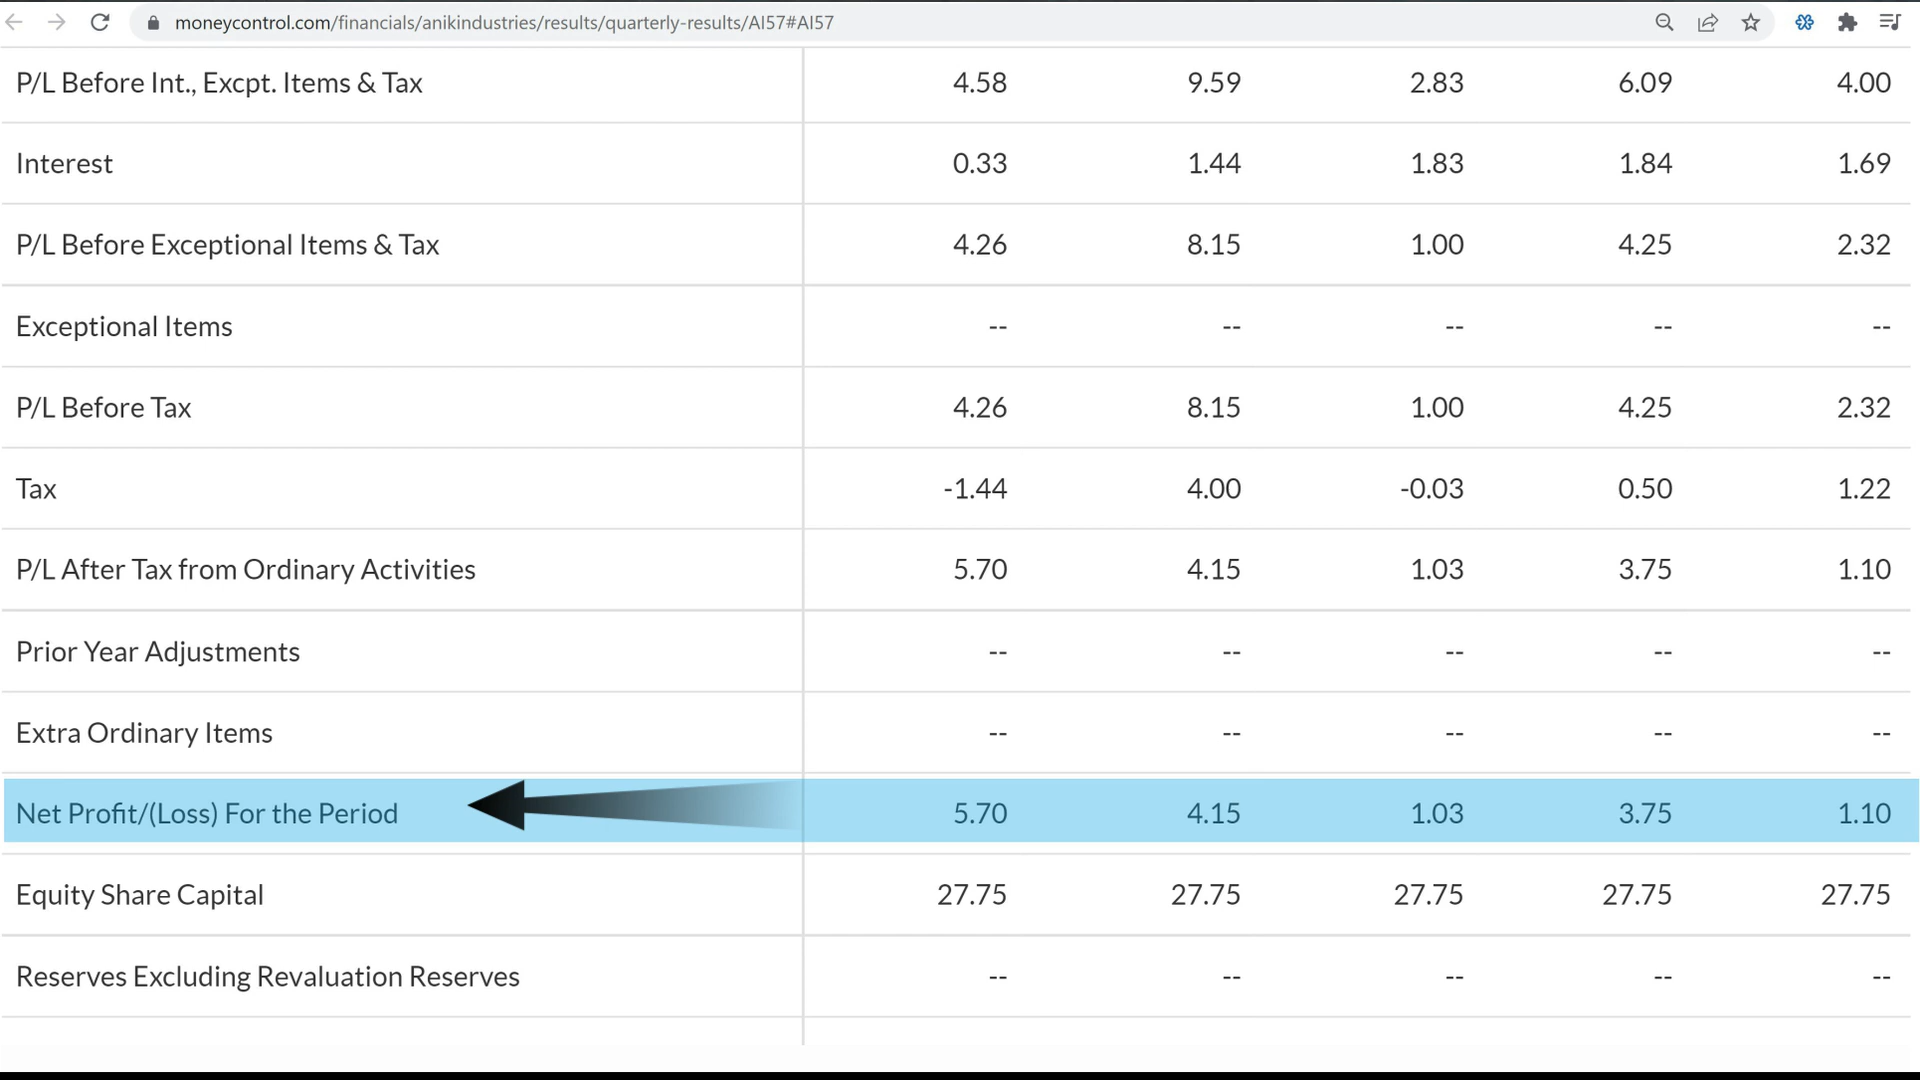 moneycontrol.com/financials/anikindustries/results/quarterly-results/AI57#AI57
P/L Before Int., Excpt. Items & Tax 4.58 9.59 2.83 6.09 4.00
Interest 0.33 1.44 1.83 1.84 1.69
P/L Before Exceptional Items & Tax 4.26 8.15 1.00 4.25 2.32
Exceptional Items -- -- -- -- --
P/L Before Tax 4.26 8.15 1.00 4.25 2.32
Tax -1.44 4.00 -0.03 0.50 1.22
P/L After Tax from Ordinary Activities 5.70 4.15 1.03 3.75 1.10
Prior Year Adjustments -- -- -- -- --
Extra Ordinary Items -- -- -- -- --
Net Profit/(Loss) For the Period 5.70 4.15 1.03 3.75 1.10
Equity Share Capital 27.75 27.75 27.75 27.75 27.75
Reserves Excluding Revaluation Reserves -- -- -- -- --